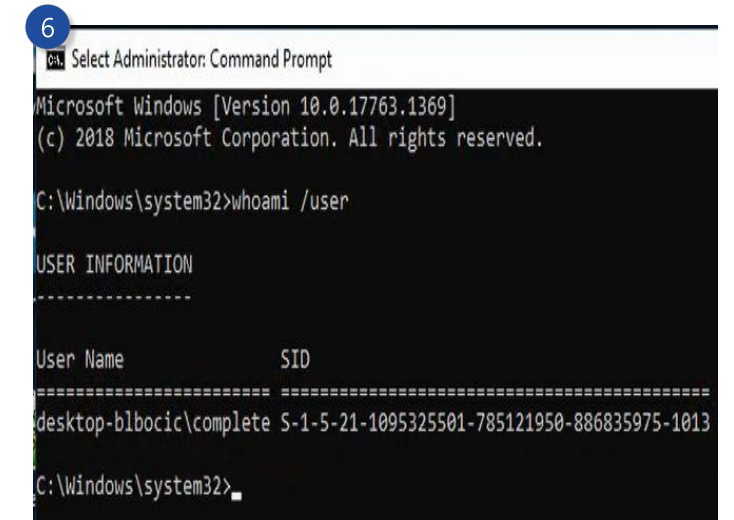 6
Select Administrator: Command Prompt
Microsoft Windows [Version 10.0.17763.1369]
(c) 2018 Microsoft Corporation. All rights reserved.
C:\Windows\system32>whoami /user
USER INFORMATION
----------------
User Name SID
======================== ============================================
desktop-blbocic\complete S-1-5-21-1095325501-785121950-886835975-1013
C:\Windows\system32>